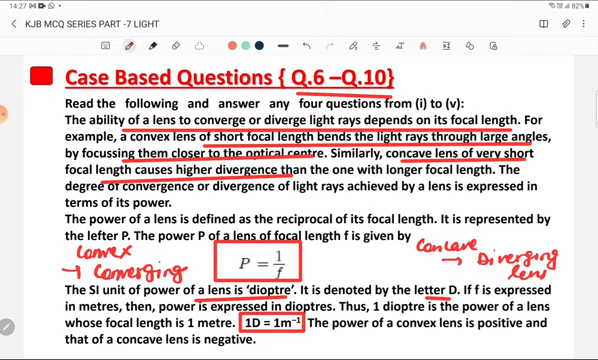 14:27
82%
KJB MCQ SERIES PART -7 LIGHT
Case Based Questions { Q.6 –Q.10}
Read the following and answer any four questions from (i) to (v):
The ability of a lens to converge or diverge light rays depends on its focal length. For
example, a convex lens of short focal length bends the light rays through large angles,
by focussing them closer to the optical centre. Similarly, concave lens of very short
focal length causes higher divergence than the one with longer focal length. The
degree of convergence or divergence of light rays achieved by a lens is expressed in
terms of its power.
The power of a lens is defined as the reciprocal of its focal length. It is represented by
the lefter P. The power P of a lens of focal length f is given by
Convex
→ Converging
P = 1/f
Concave
→ Diverging
lens
The SI unit of power of a lens is 'dioptre'. It is denoted by the letter D. If f is expressed
in metres, then, power is expressed in dioptres. Thus, 1 dioptre is the power of a lens
whose focal length is 1 metre. 1D = 1m⁻¹ The power of a convex lens is positive and
that of a concave lens is negative.